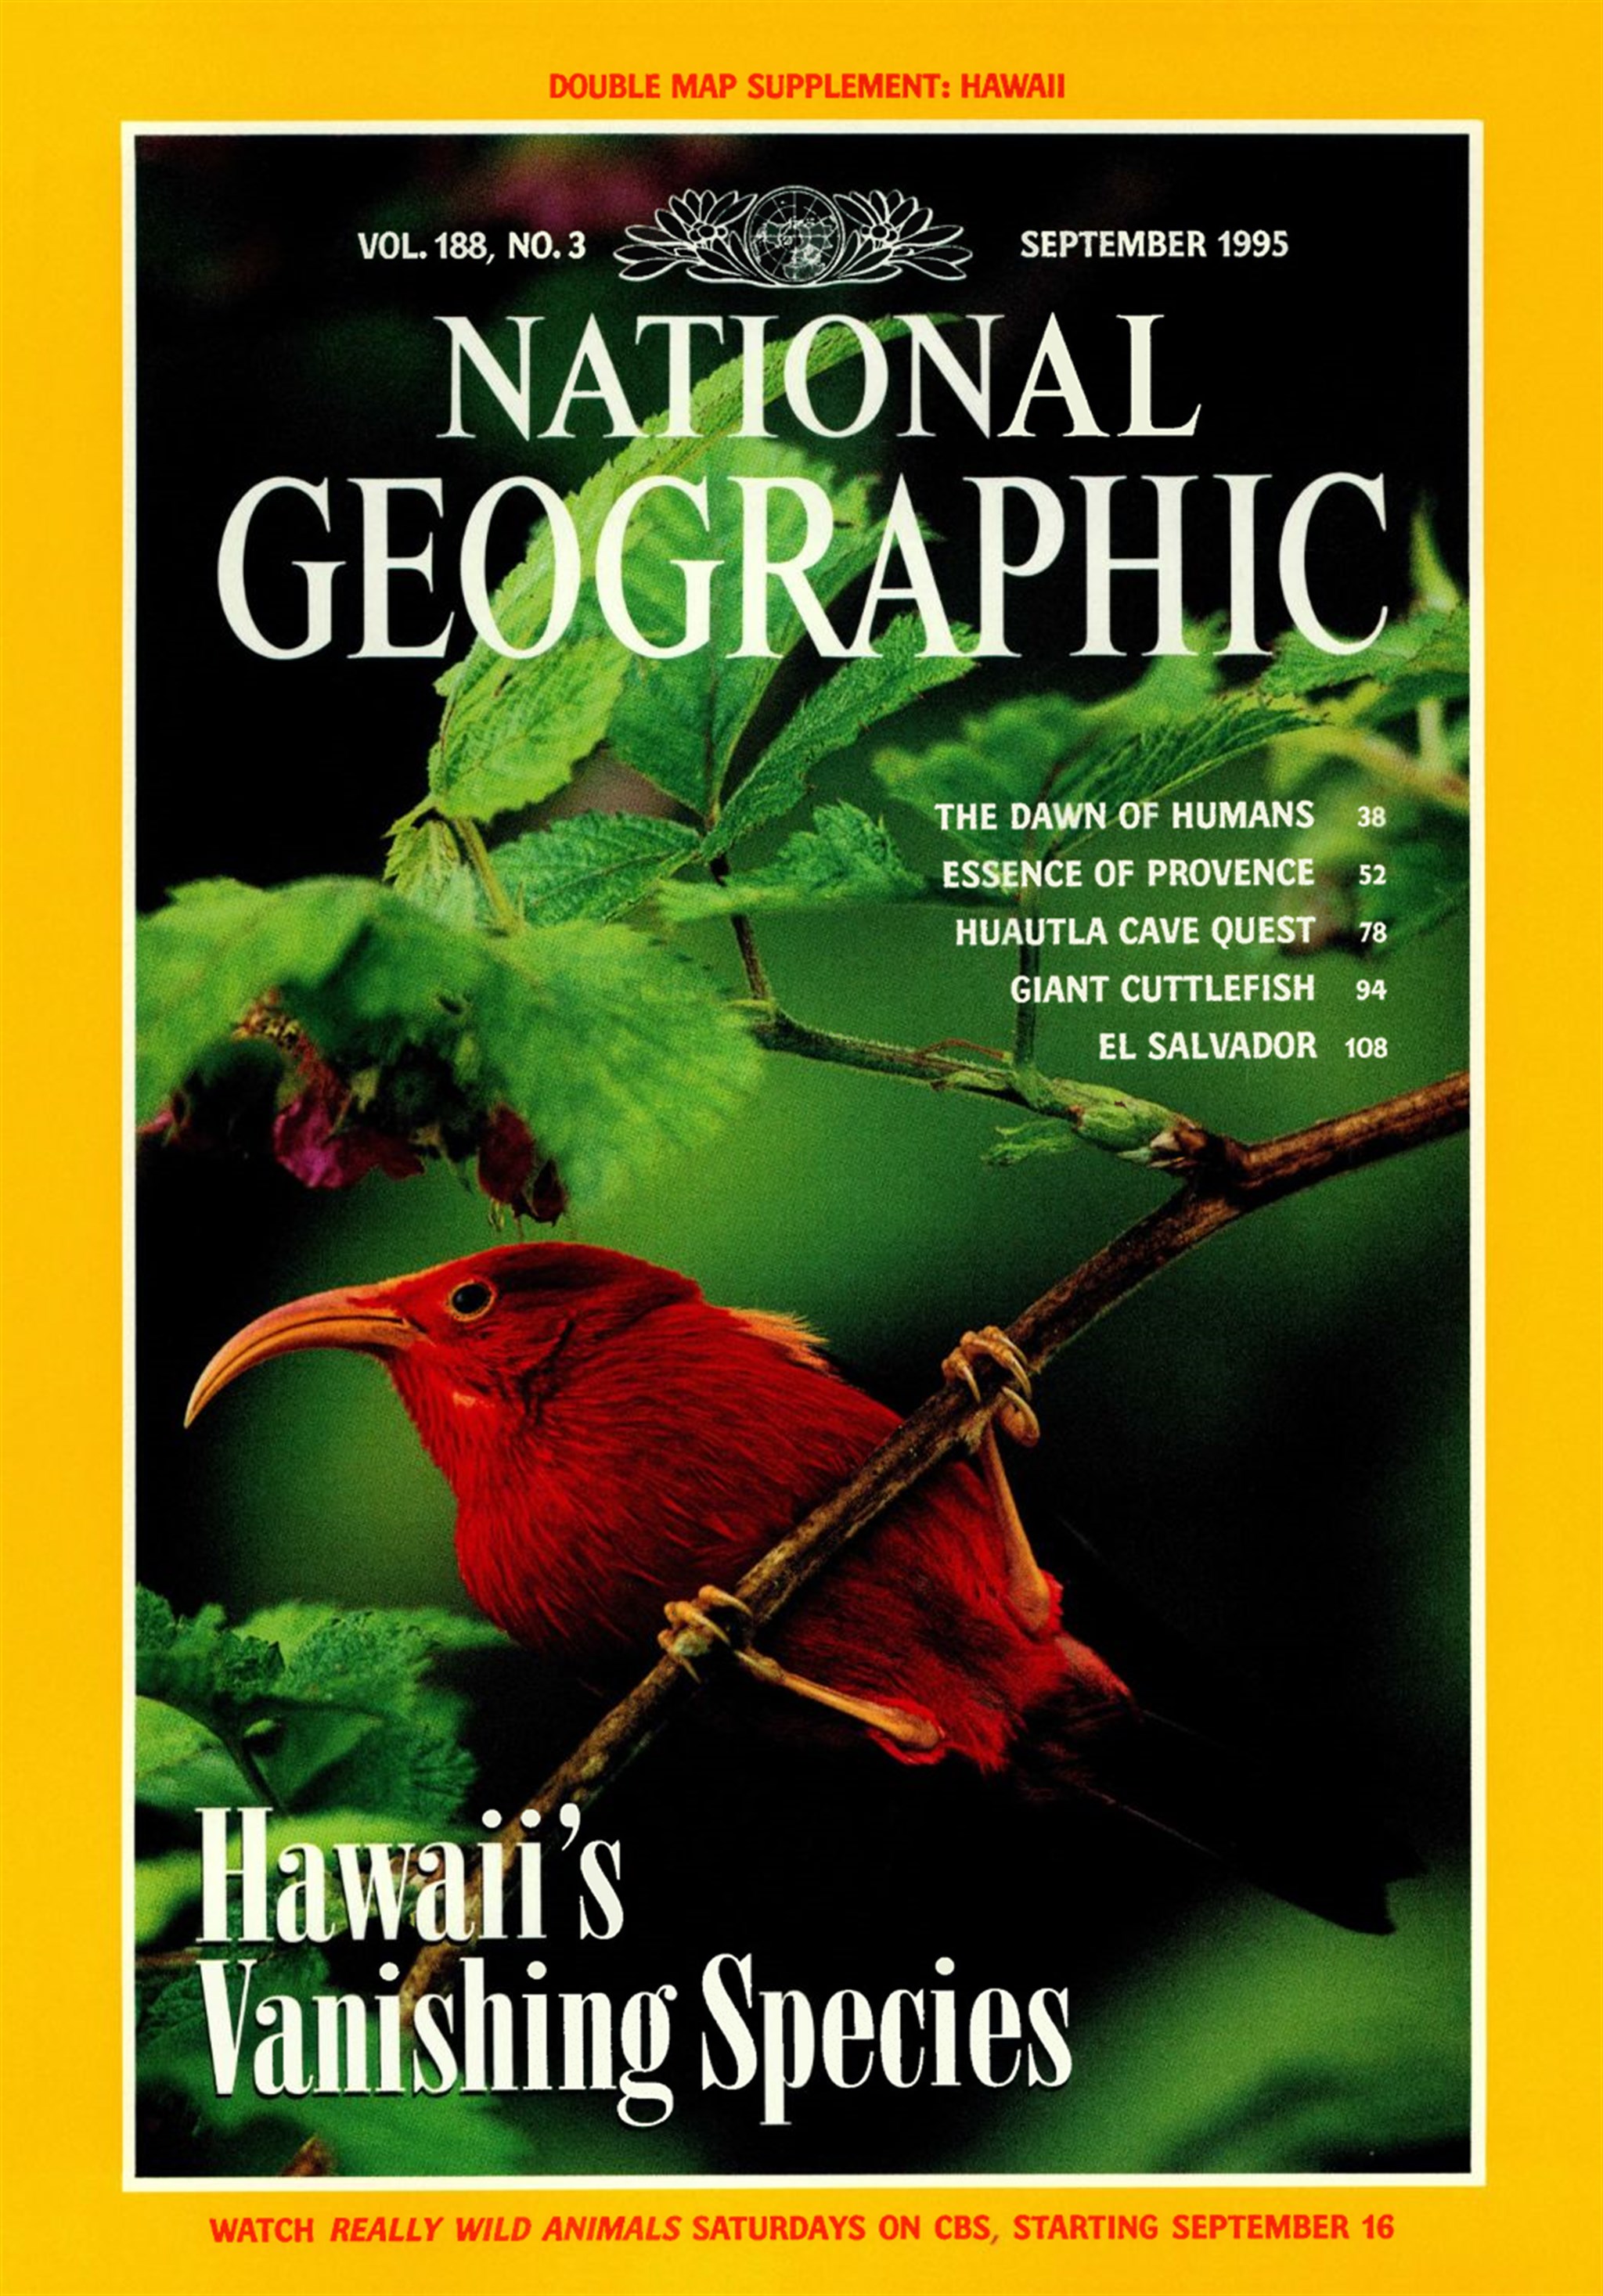 DOUBLE MAP SUPPLEMENT: HAWAII
VOL. 188, NO. 3
SEPTEMBER 1995
NATIONAL
GEOGRAPHIC
THE DAWN OF HUMANS 38
ESSENCE OF PROVENCE 52
HUAUTLA CAVE QUEST 78
GIANT CUTTLEFISH 94
EL SALVADOR 108
Hawaii's
Vanishing Species
WATCH REALLY WILD ANIMALS SATURDAYS ON CBS, STARTING SEPTEMBER 16